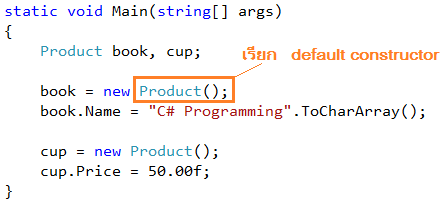 static void Main(string[] args)
{
Product book, cup;
เรียก default constructor
book = new Product();
book.Name = "C# Programming".ToCharArray();
cup = new Product();
cup.Price = 50.00f;
}